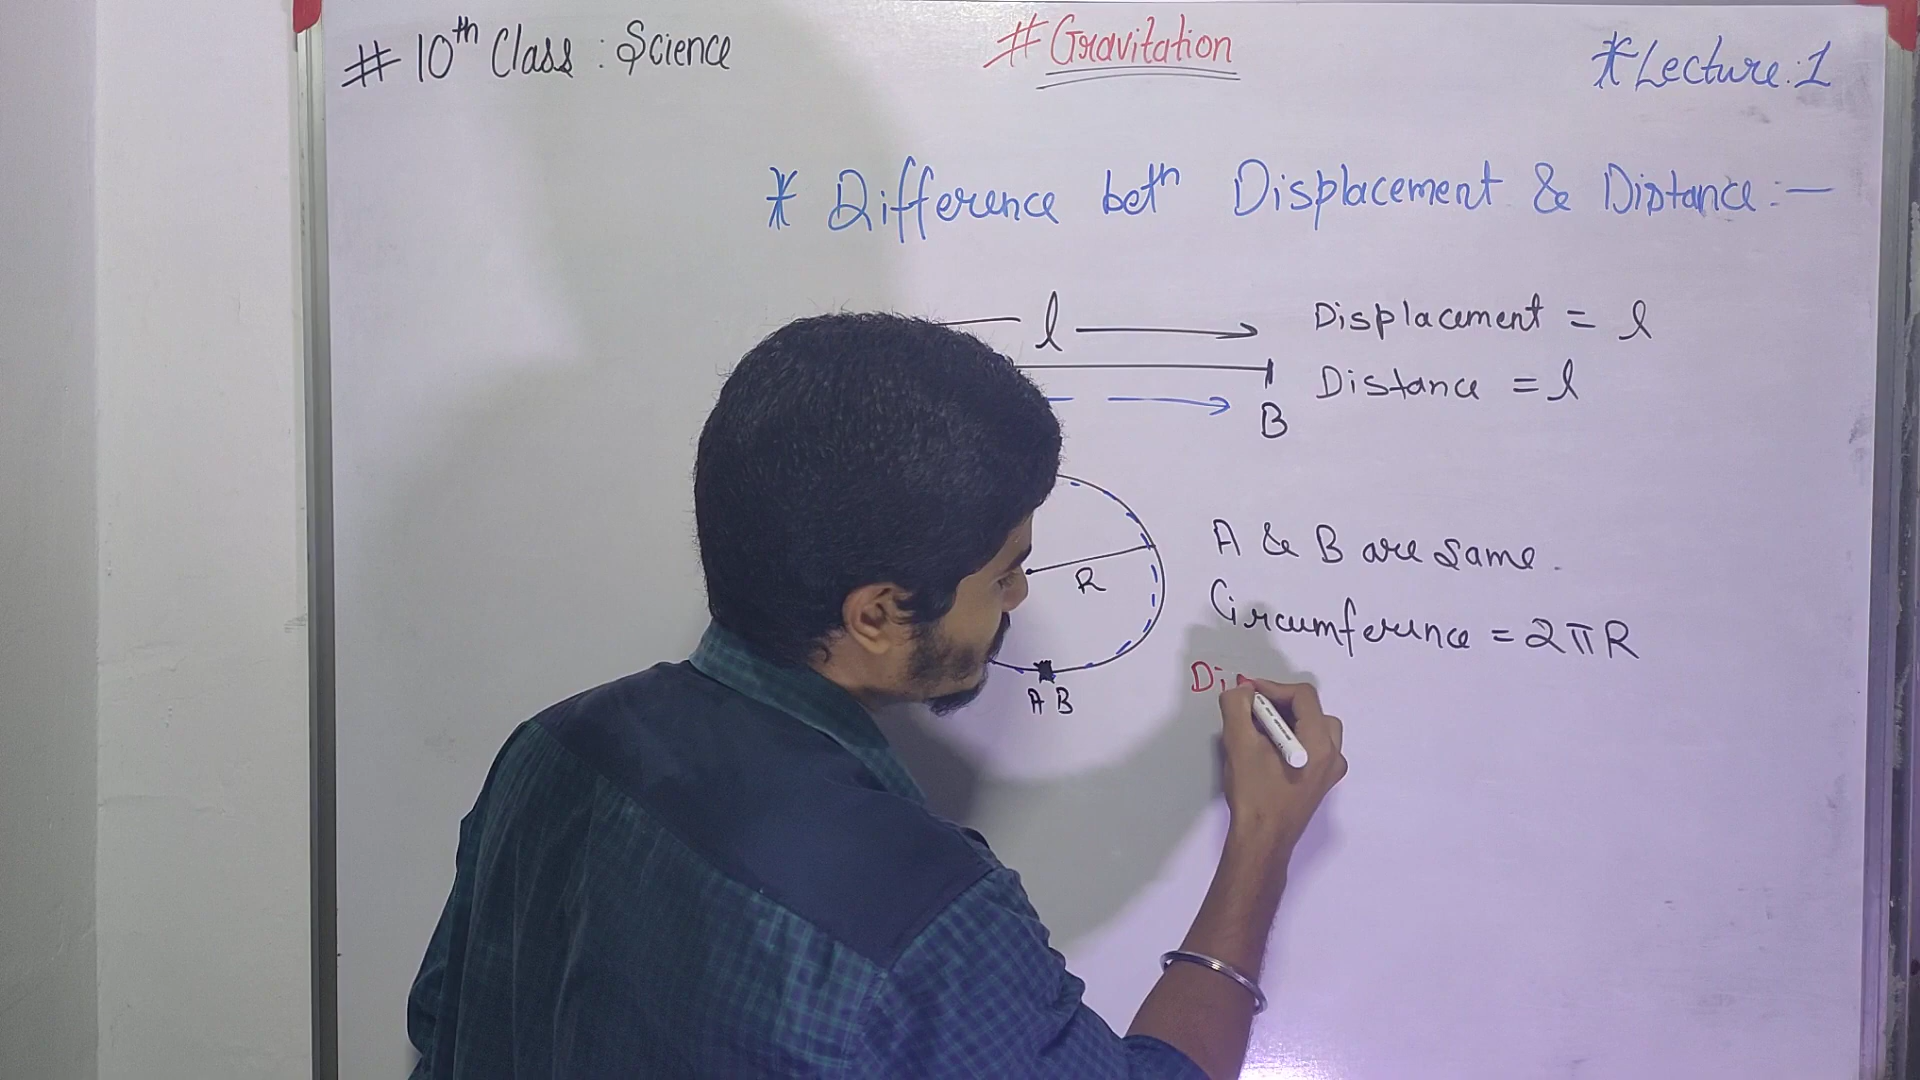 # 10th Class : Science
# Gravitation
* Lecture : 1
* Difference betn Displacement & Distance :-
l
Displacement = l
Distance = l
B
R
A & B are same.
Circumference = 2πR
A B
Di